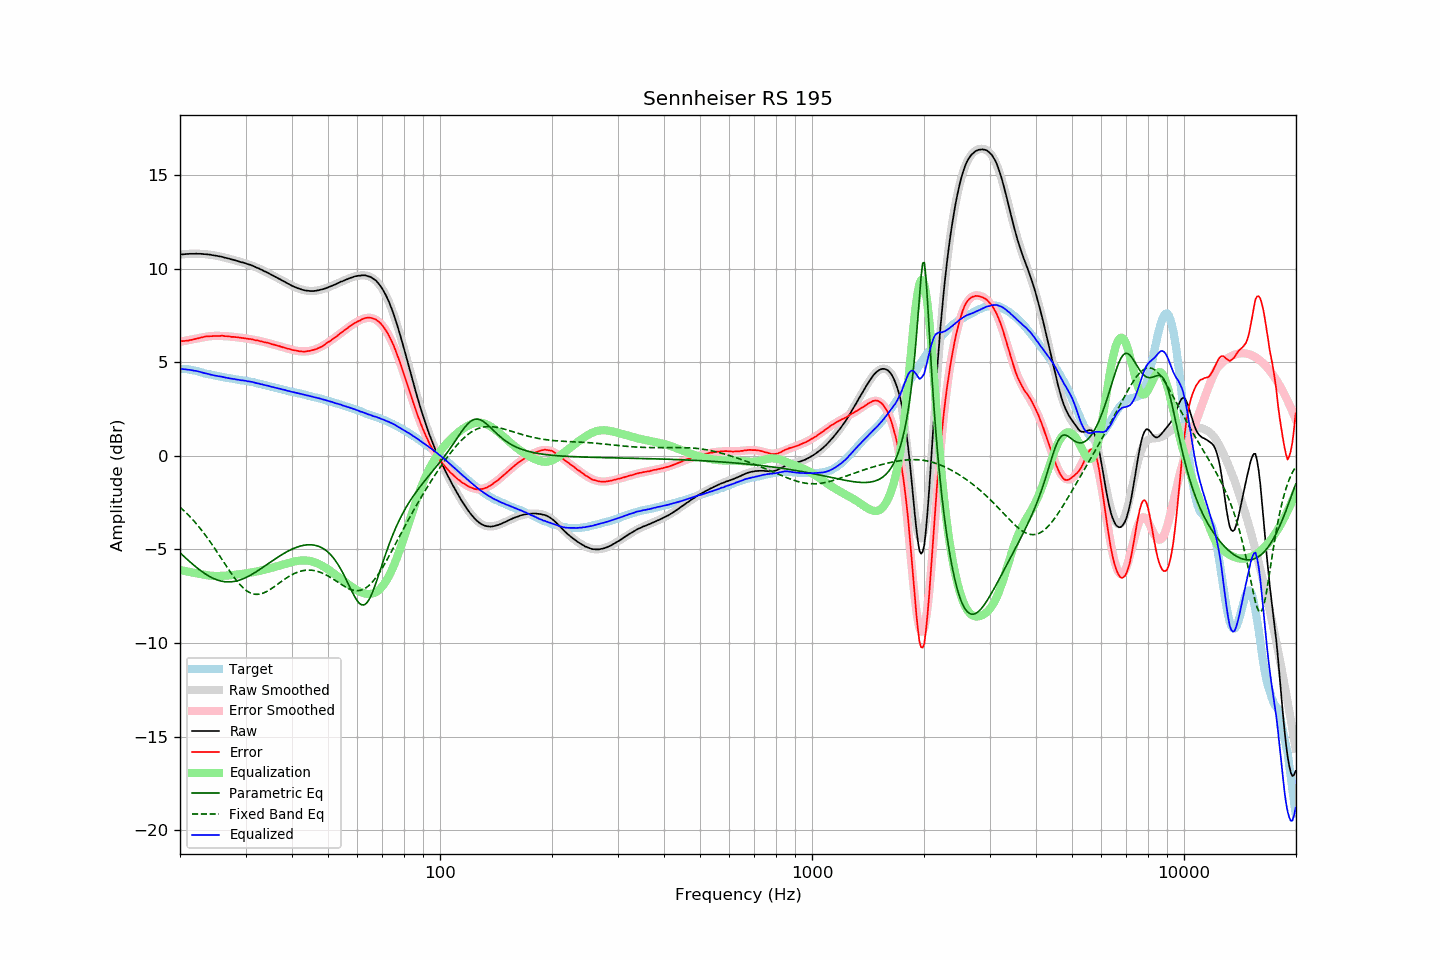 Sennheiser RS 195
15
10
5
0
−5
−10
−15
−20
Amplitude (dBr)
Target
Raw Smoothed
Error Smoothed
Raw
Error
Equalization
Parametric Eq
Fixed Band Eq
Equalized
100
1000
10000
Frequency (Hz)